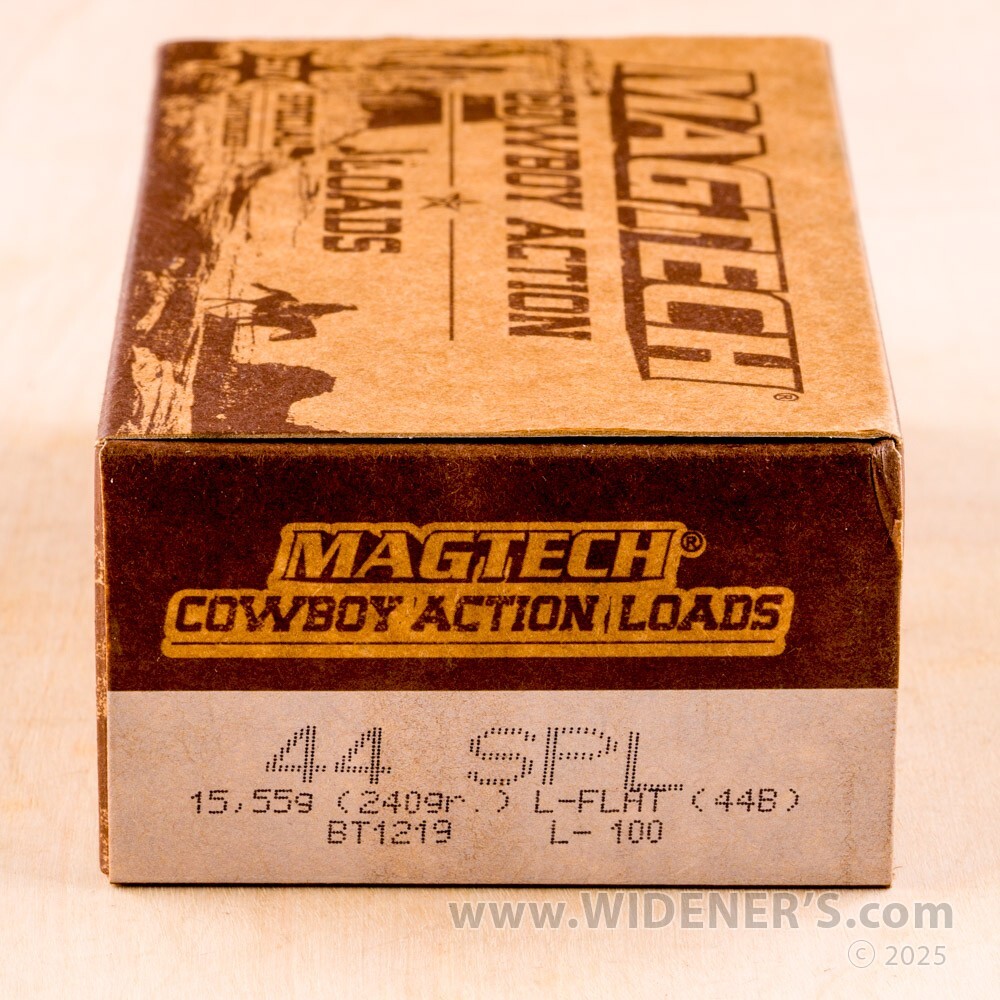 MAGTECH®
COWBOY ACTION
LOADS
50
MAGTECH®
COWBOY ACTION LOADS
44 SPL
15,55g (240gr.) L-FLAT (44B)
BT1219 L- 100
www.WIDENER'S.com
© 2025